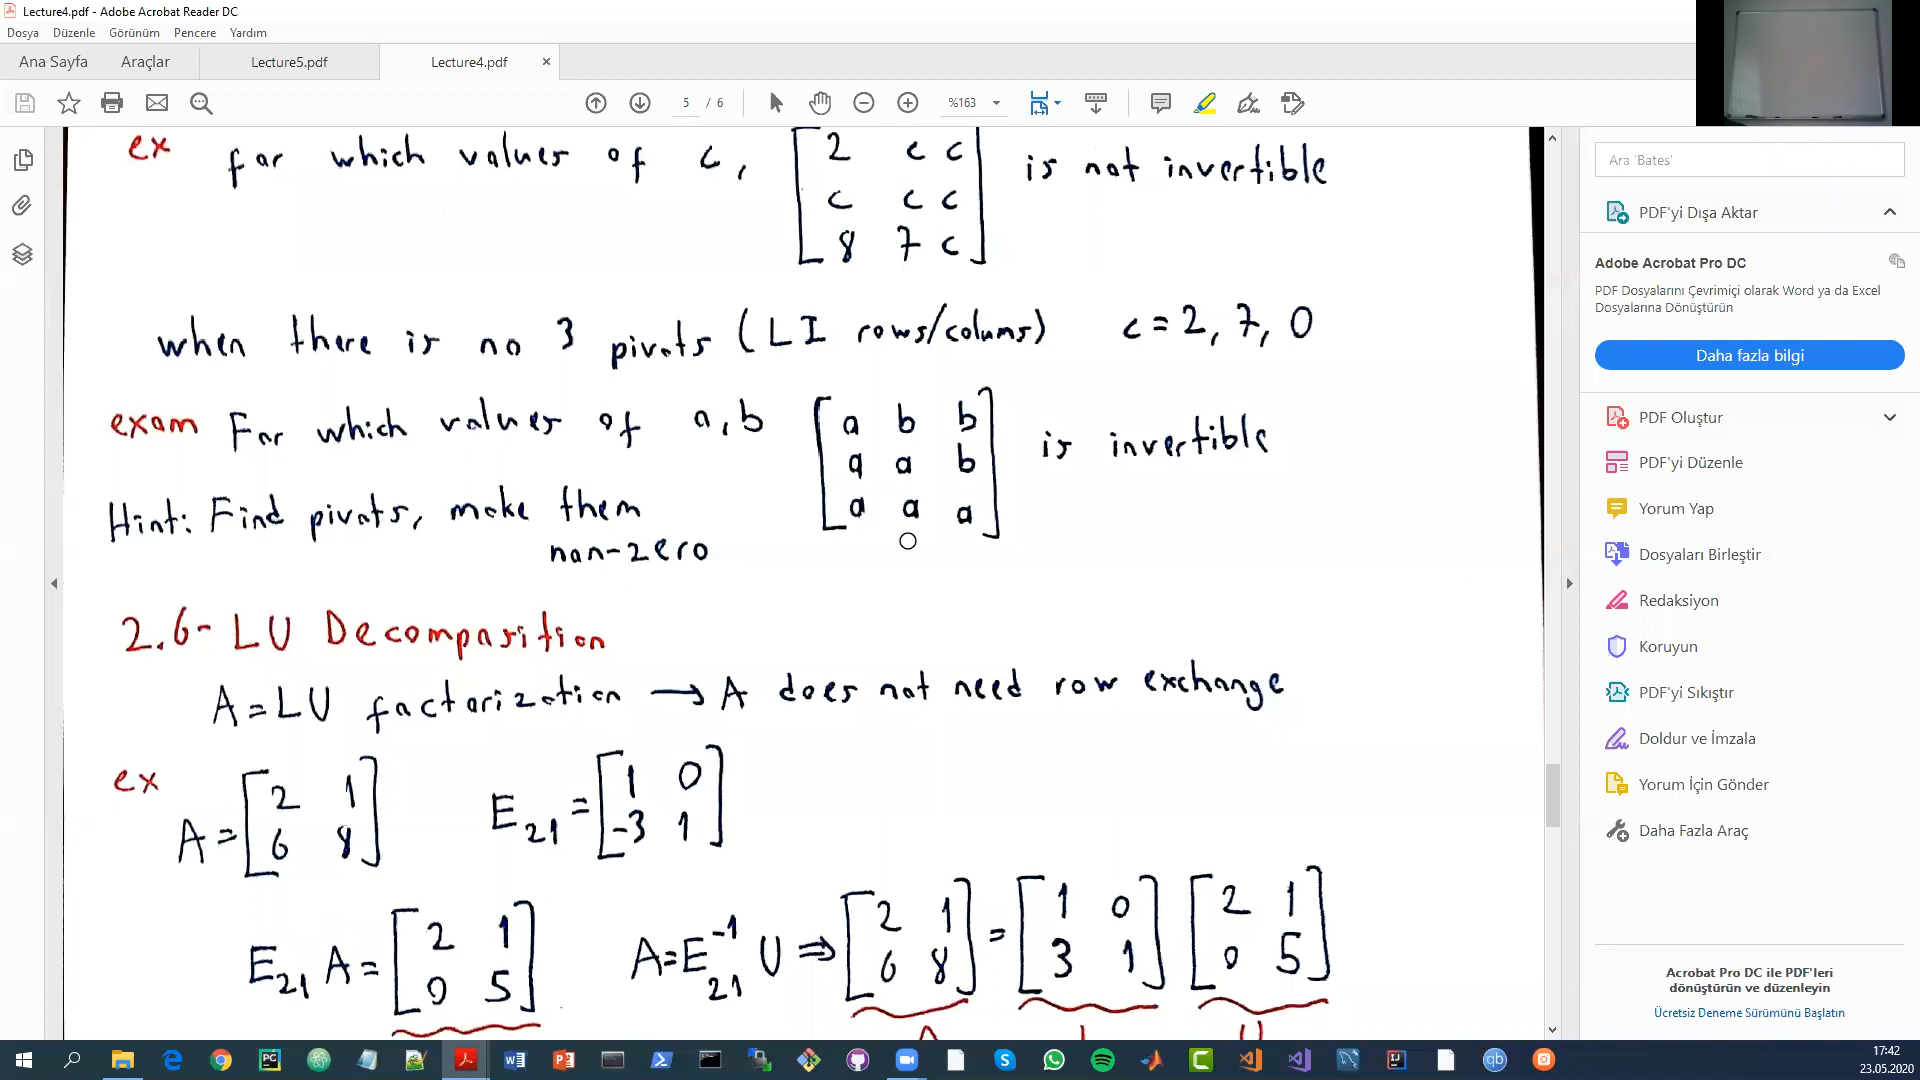 Lecture4.pdf - Adobe Acrobat Reader DC
Dosya Düzenle Görünüm Pencere Yardım
Ana Sayfa Araçlar Lecture5.pdf Lecture4.pdf ×
5 / 6 %163
ex for which values of c, [2 c c is not invertible
c c c
8 7 c]
when there is no 3 pivots (LI rows/colums) c = 2, 7, 0
exam For which values of a, b [a b b is invertible
a a b
a a a]
Hint: Find pivots, make them
non-zero
2.6- LU Decomposition
A = LU factorization → A does not need row exchange
ex A = [2 1
6 8] E21 = [1 0
-3 1]
E21 A = [2 1
0 5] A = E21^-1 U ⇒ [2 1
6 8] = [1 0
3 1] [2 1
0 5]
Ara 'Bates'
PDF'yi Dışa Aktar
Adobe Acrobat Pro DC
PDF Dosyalarını Çevrimiçi olarak Word ya da Excel
Dosyalarına Dönüştürün
Daha fazla bilgi
PDF Oluştur
PDF'yi Düzenle
Yorum Yap
Dosyaları Birleştir
Redaksiyon
Koruyun
PDF'yi Sıkıştır
Doldur ve İmzala
Yorum İçin Gönder
Daha Fazla Araç
Acrobat Pro DC ile PDF'leri
dönüştürün ve düzenleyin
Ücretsiz Deneme Sürümünü Başlatın
17:42
23.05.2020